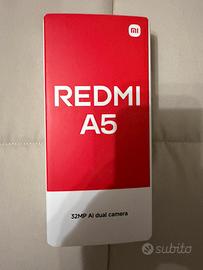 mi
REDMI
A5
32MP AI dual camera
subito